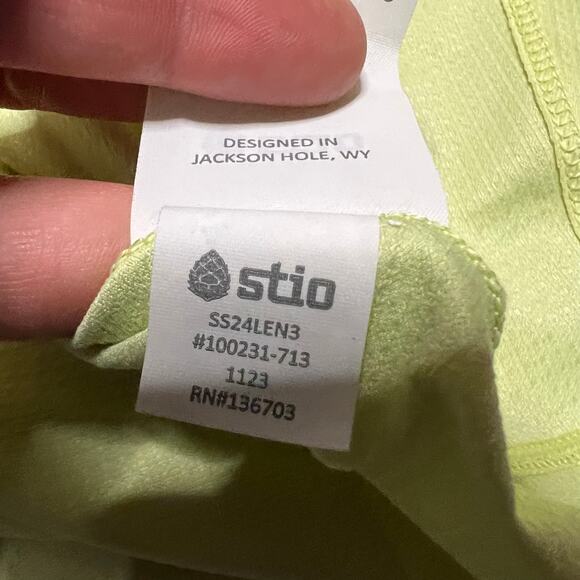 DESIGNED IN
JACKSON HOLE, WY
stio
SS24LEN3
#100231-713
1123
RN#136703